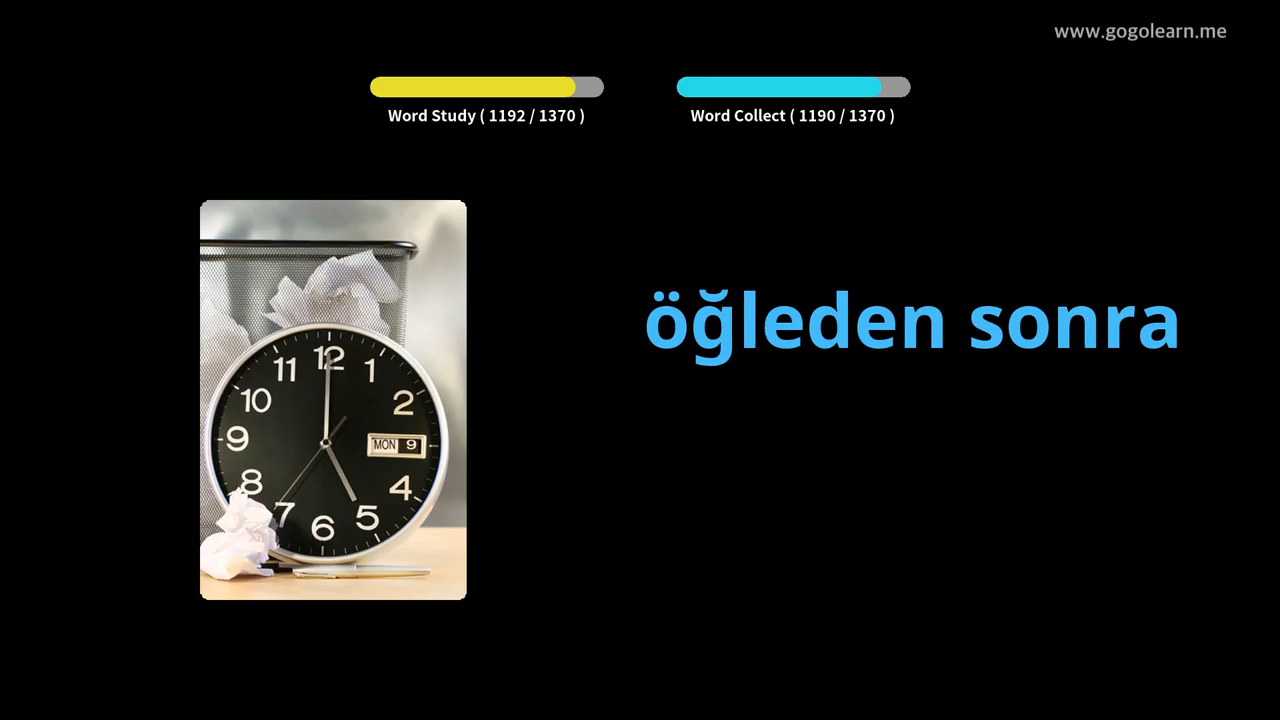 www.gogolearn.me
Word Study ( 1192 / 1370 )
Word Collect ( 1190 / 1370 )
öğleden sonra
12
11
1
10
2
9
MON 9
8
4
7
5
6